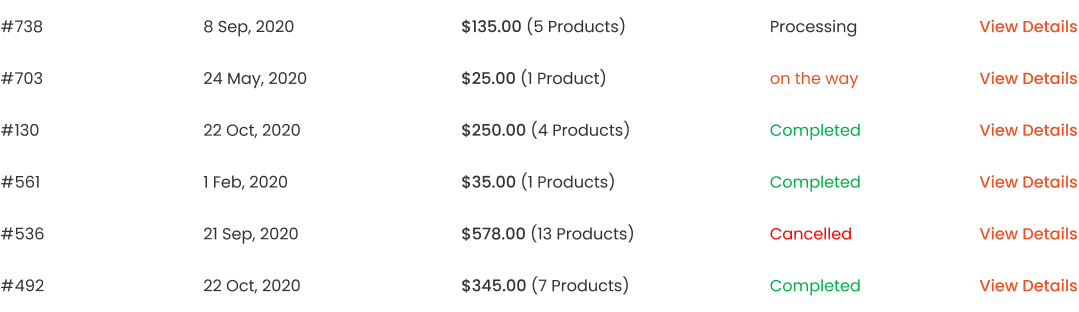 #738 8 Sep, 2020 $135.00 (5 Products) Processing View Details
#703 24 May, 2020 $25.00 (1 Product) on the way View Details
#130 22 Oct, 2020 $250.00 (4 Products) Completed View Details
#561 1 Feb, 2020 $35.00 (1 Products) Completed View Details
#536 21 Sep, 2020 $578.00 (13 Products) Cancelled View Details
#492 22 Oct, 2020 $345.00 (7 Products) Completed View Details